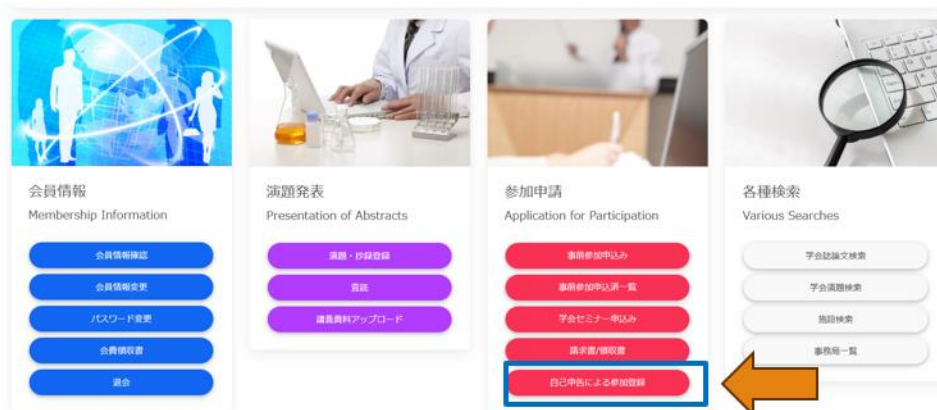 会員情報
Membership Information
会員情報確認
会員情報変更
パスワード変更
会費領収書
退会
演題発表
Presentation of Abstracts
演題・抄録登録
査読
講義資料アップロード
参加申請
Application for Participation
事前参加申込み
事前参加申込済一覧
学会セミナー申込み
請求書/領収書
自己申告による参加登録
各種検索
Various Searches
学会誌論文検索
学会演題検索
施設検索
事務局一覧